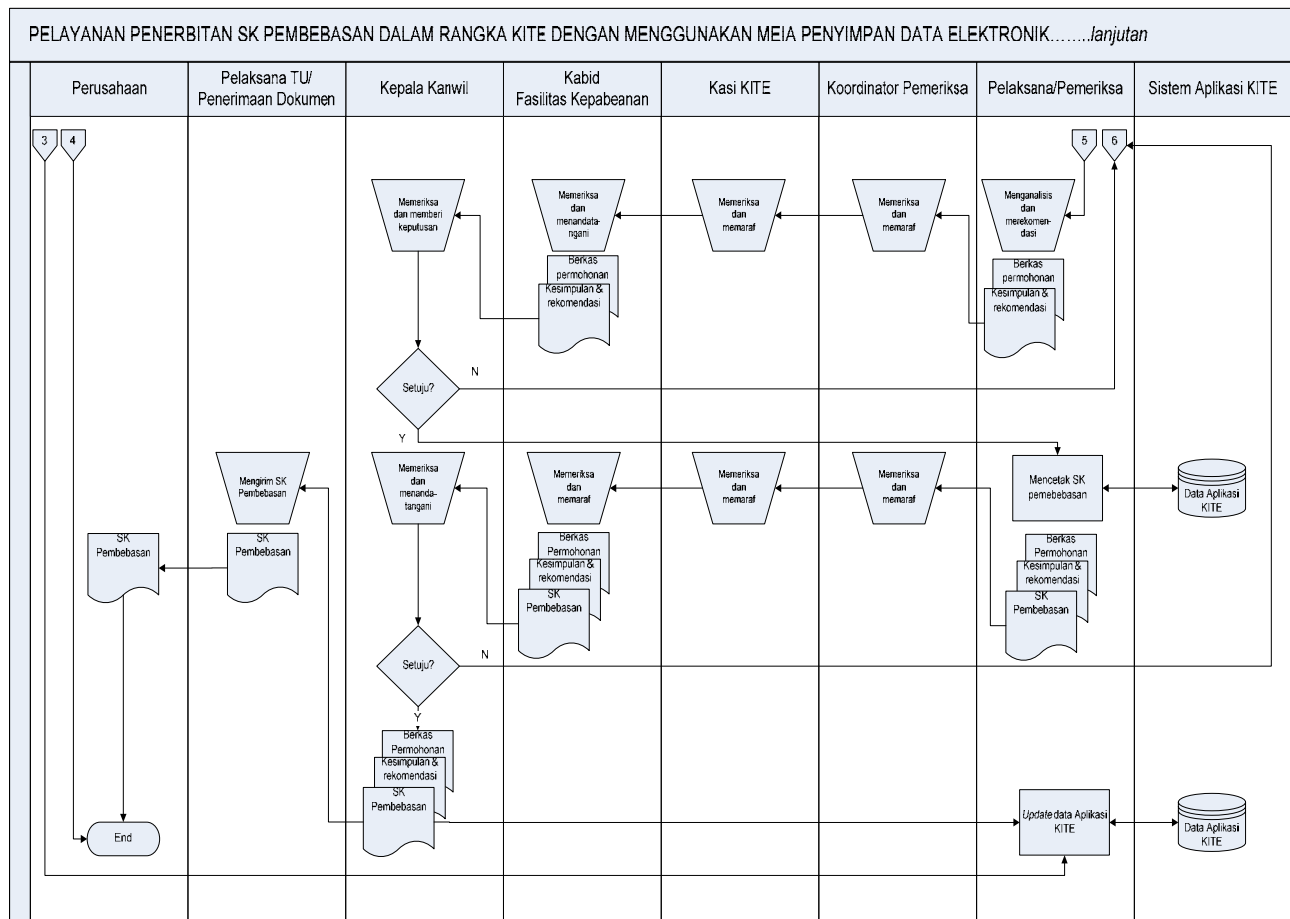 PELAYANAN PENERBITAN SK PEMBEBASAN DALAM RANGKA KITE DENGAN MENGGUNAKAN MEIA PENYIMPAN DATA ELEKTRONIK........lanjutan
Perusahaan
Pelaksana TU/
Penerimaan Dokumen
Kepala Kanwil
Kabid
Fasilitas Kepabeanan
Kasi KITE
Koordinator Pemeriksa
Pelaksana/Pemeriksa
Sistem Aplikasi KITE
3
4
5
6
Memeriksa
dan memberi
keputusan
Memeriksa
dan
menandata-
ngani
Memeriksa
dan
memaraf
Memeriksa
dan
memaraf
Menganalisis
dan
merekomen-
dasi
Berkas
permohonan
Kesimpulan &
rekomendasi
Berkas
permohonan
Kesimpulan &
rekomendasi
Setuju?
N
Y
Mengirim SK
Pembebasan
Memeriksa
dan
menanda-
tangani
Memeriksa
dan
memaraf
Memeriksa
dan
memaraf
Memeriksa
dan
memaraf
Mencetak SK
pemebebasan
Data Aplikasi
KITE
SK
Pembebasan
SK
Pembebasan
Berkas
Permohonan
Kesimpulan &
rekomendasi
SK
Pembebasan
Berkas
Permohonan
Kesimpulan &
rekomendasi
SK
Pembebasan
Setuju?
N
Y
Berkas
Permohonan
Kesimpulan &
rekomendasi
SK
Pembebasan
End
Update data Aplikasi
KITE
Data Aplikasi
KITE